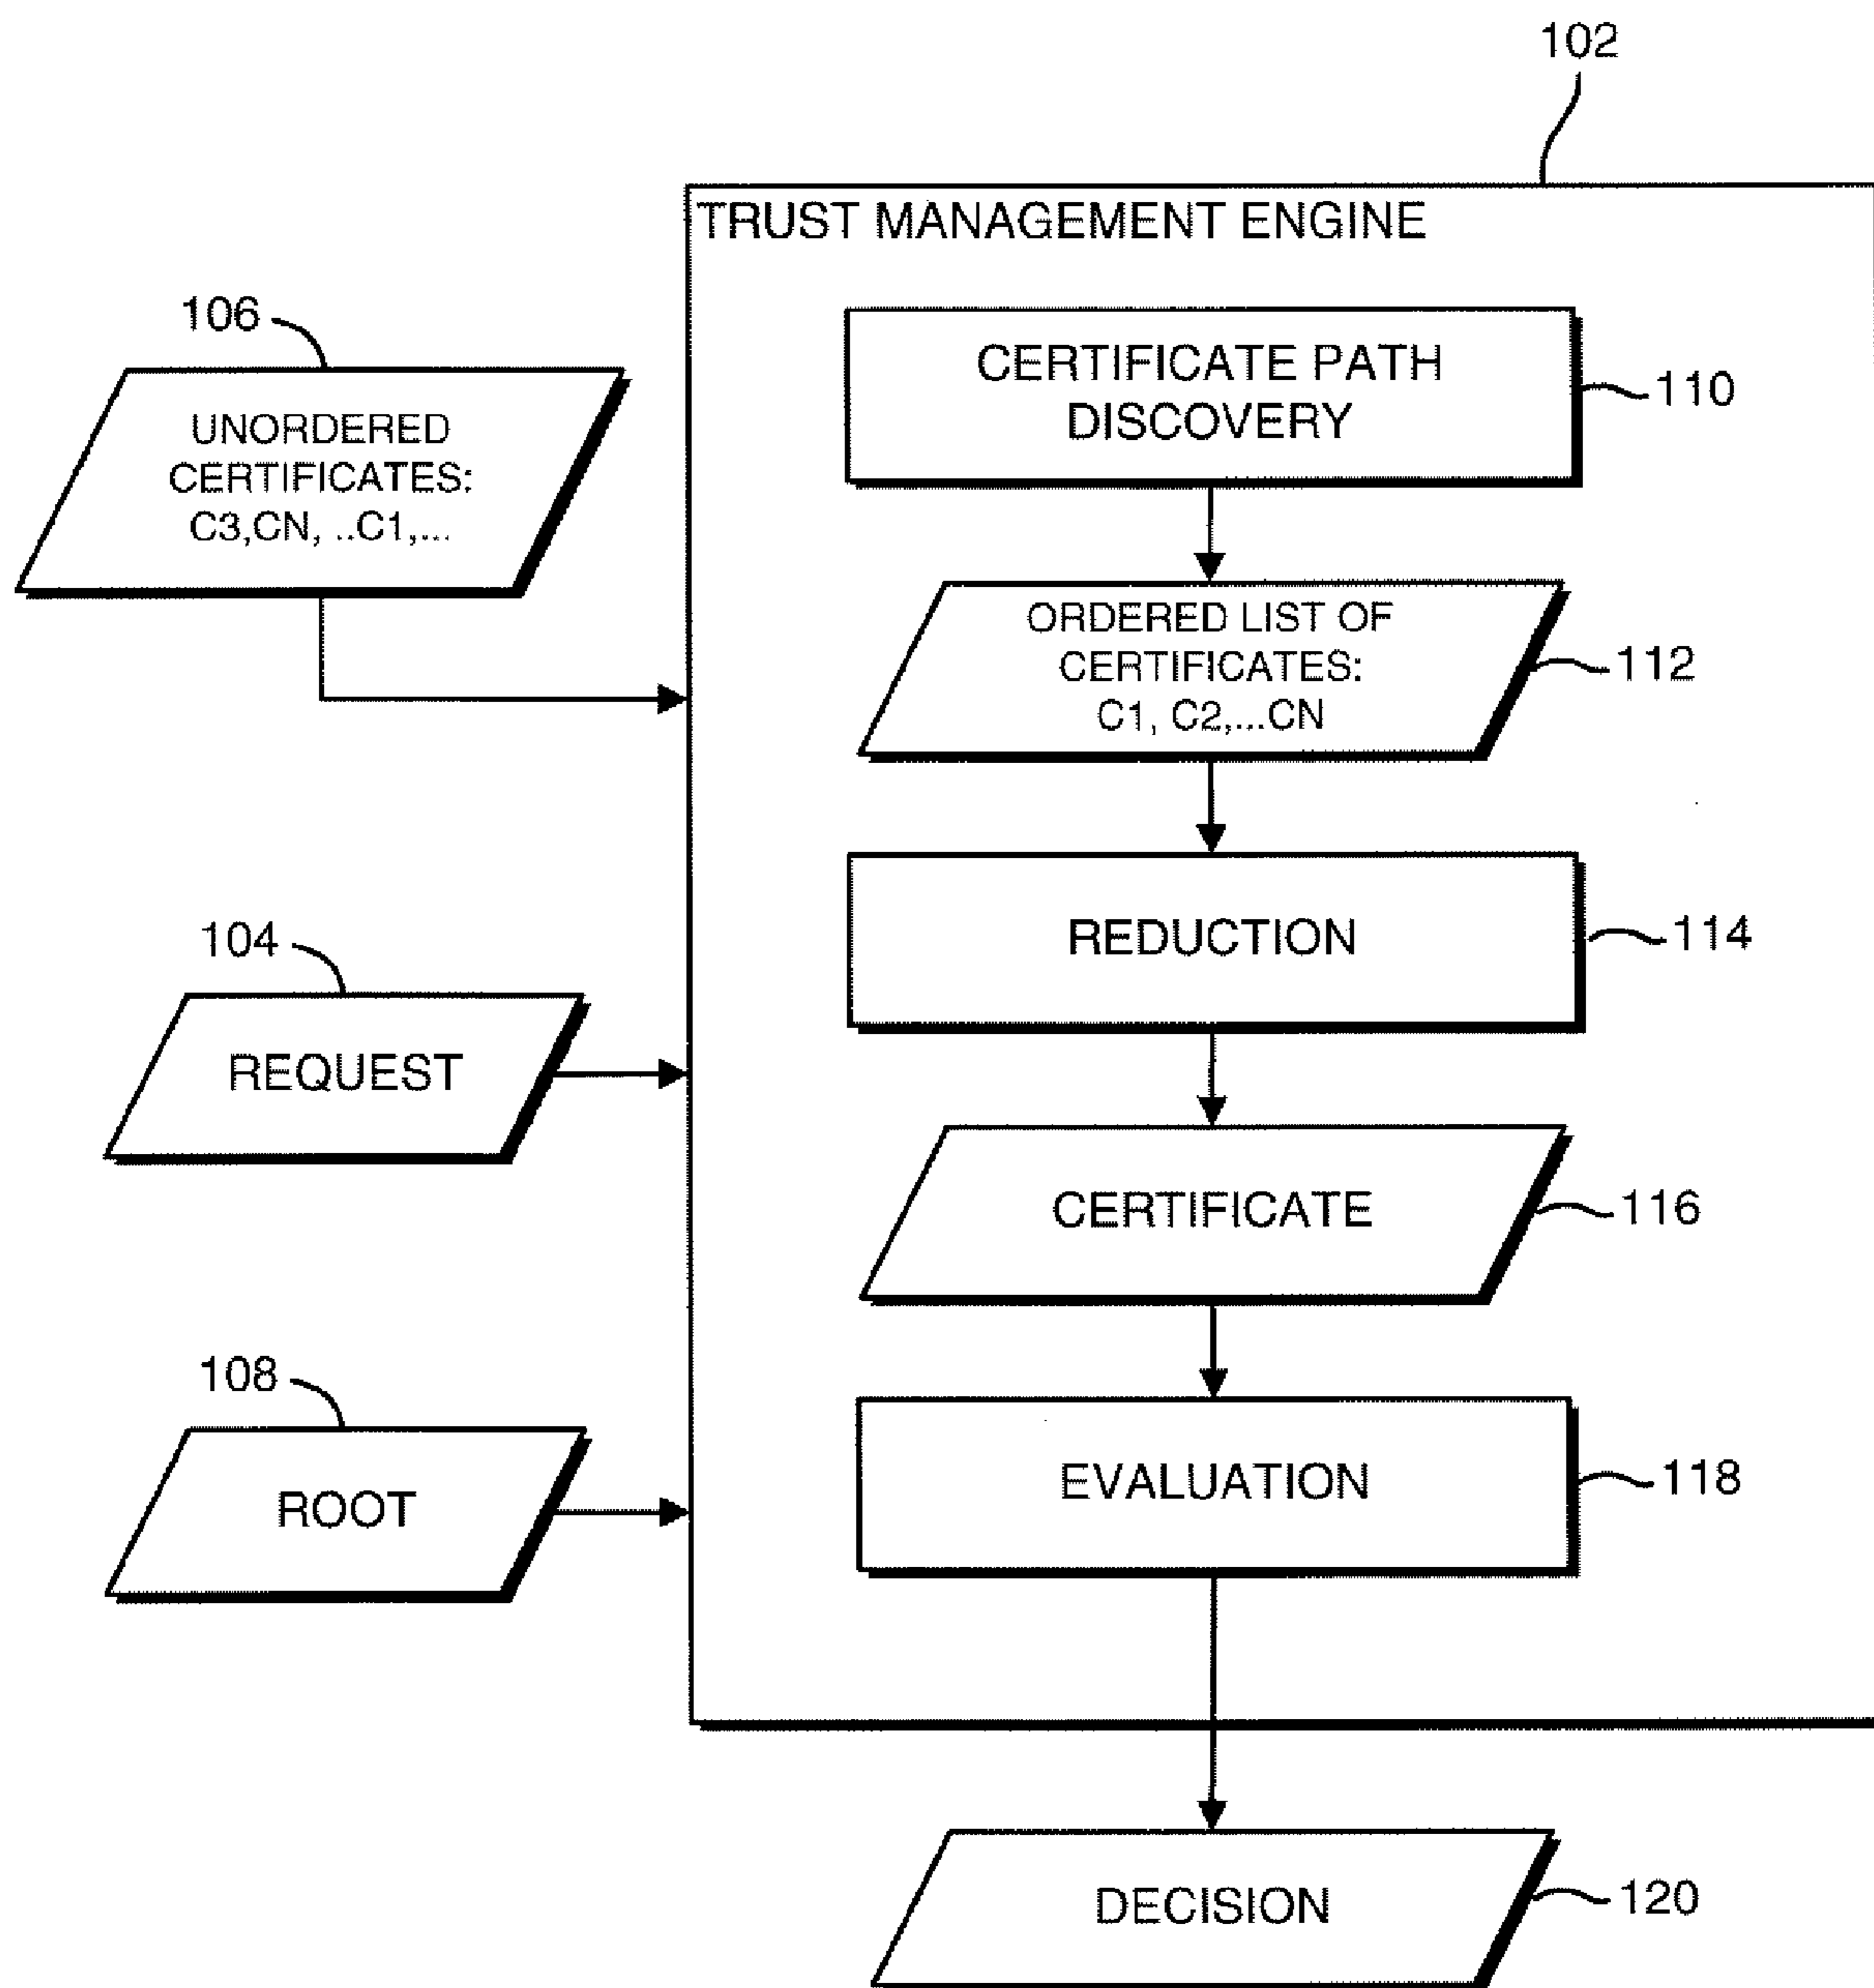 102
TRUST MANAGEMENT ENGINE
106
UNORDERED
CERTIFICATES:
C3,CN, ..C1,...
CERTIFICATE PATH
DISCOVERY
110
ORDERED LIST OF
CERTIFICATES:
C1, C2,...CN
112
104
REQUEST
REDUCTION
114
CERTIFICATE
116
108
ROOT
EVALUATION
118
DECISION
120